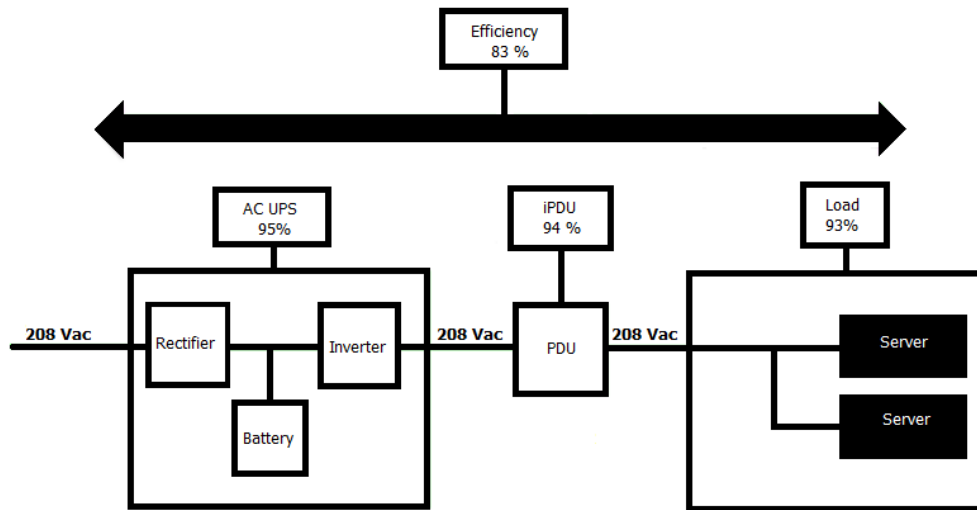 Efficiency
83 %
AC UPS
95%
iPDU
94 %
Load
93%
208 Vac
Rectifier
Inverter
208 Vac
PDU
208 Vac
Server
Battery
Server